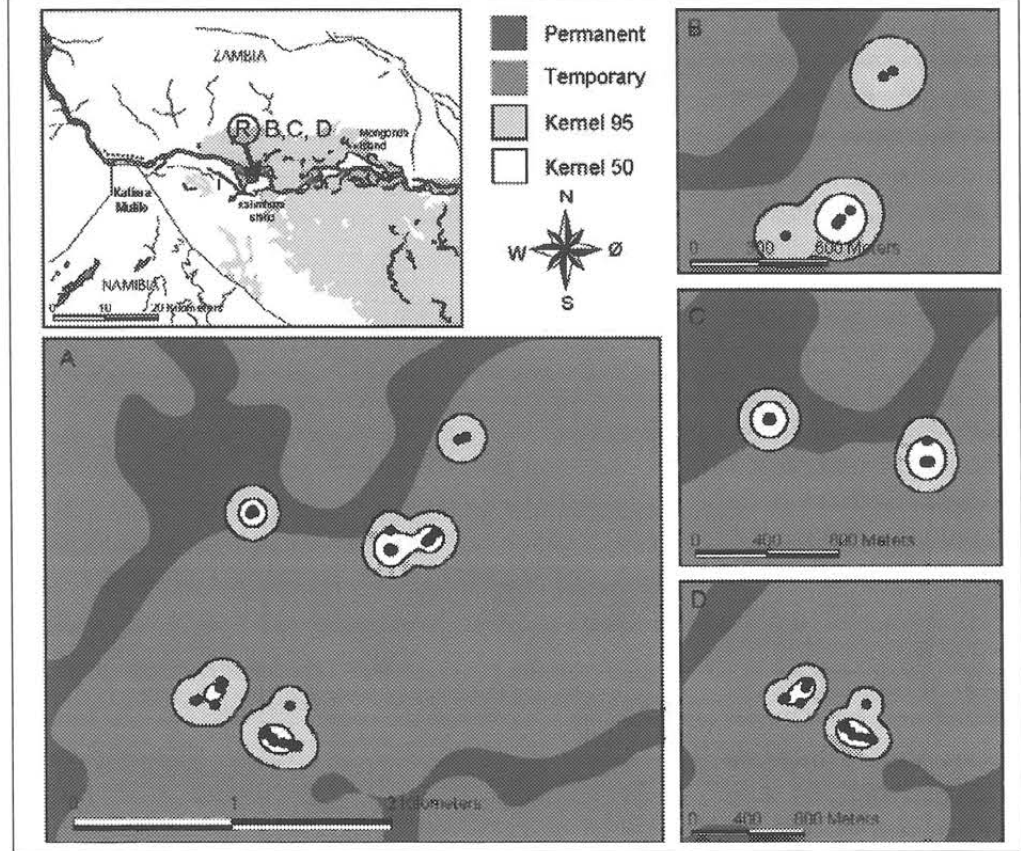 ZAMBIA
R B, C, D
Island
Katima
Mulilo
NAMIBIA
0 10 20 Kilometers
Permanent
Temporary
Kernel 95
Kernel 50
N
W Ø
S
B
0 300 600 Meters
C
0 400 800 Meters
A
0 1 2 Kilometers
D
0 400 800 Meters